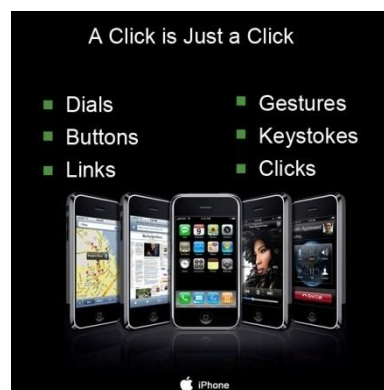 A Click is Just a Click
Dials
Buttons
Links
Gestures
Keystokes
Clicks
iPhone